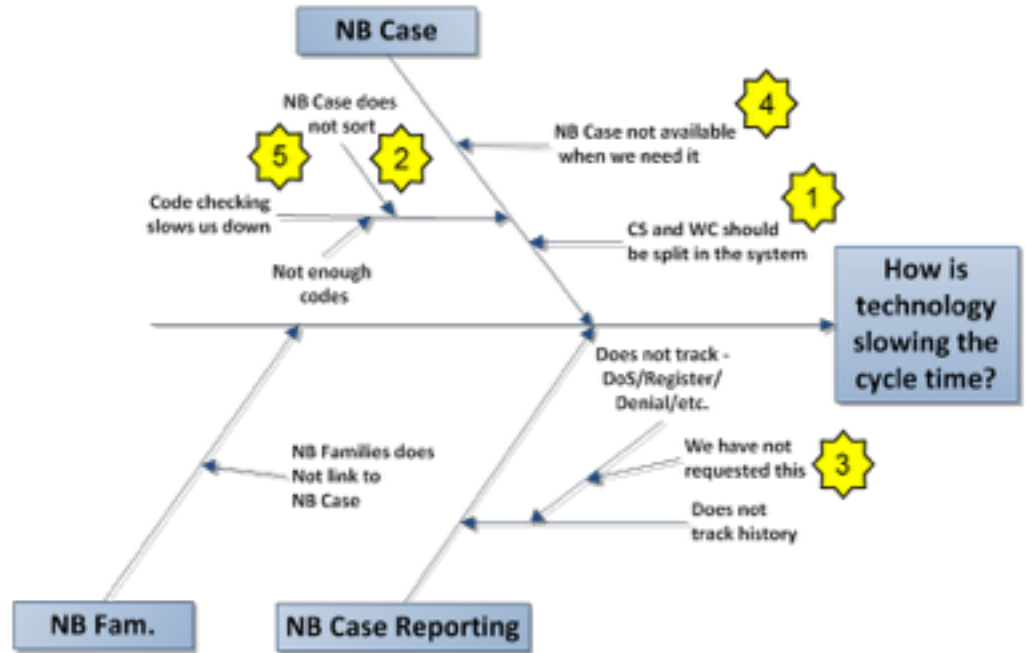 NB Case
NB Case does
not sort
4
NB Case not available
when we need it
5
2
1
Code checking
slows us down
CS and WC should
be split in the system
Not enough
codes
How is
technology
slowing the
cycle time?
Does not track -
DoS/Register/
Denial/etc.
NB Families does
Not link to
NB Case
We have not
requested this
3
Does not
track history
NB Fam.
NB Case Reporting